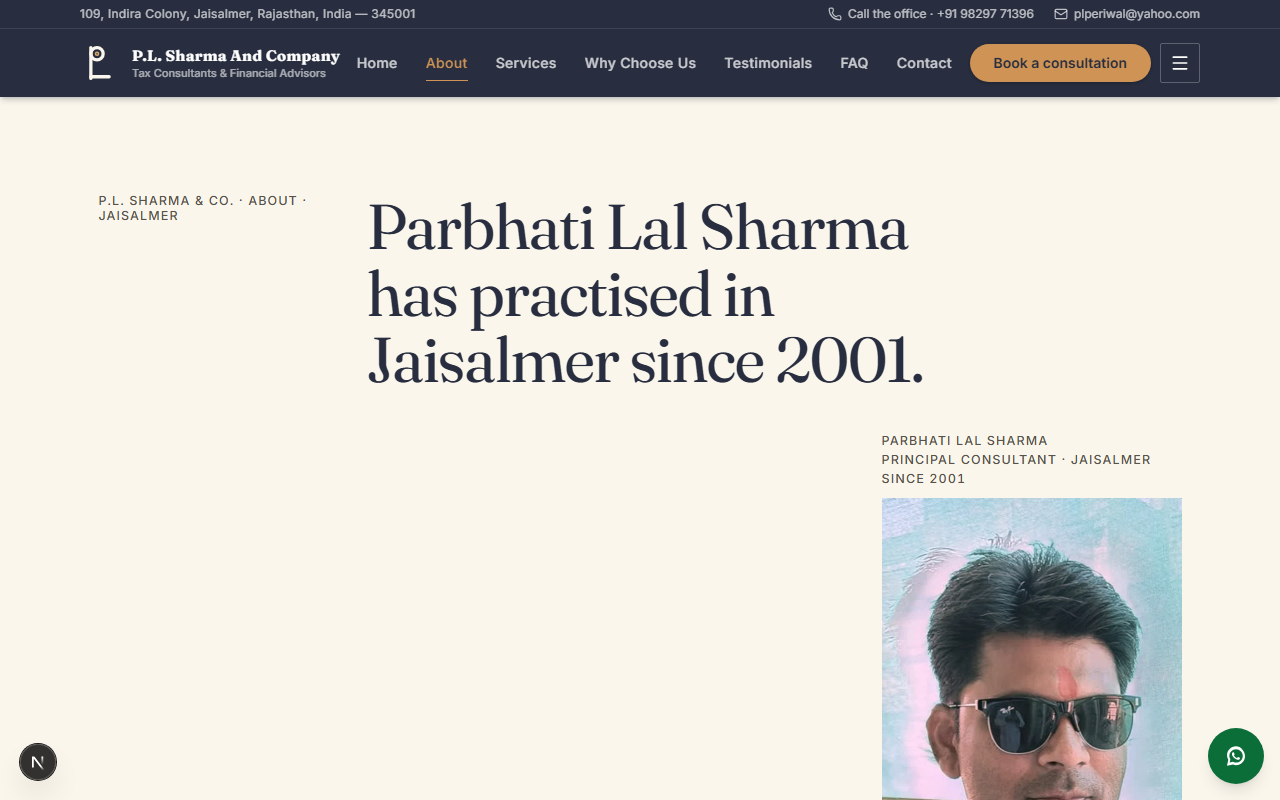 109, Indira Colony, Jaisalmer, Rajasthan, India — 345001
Call the office · +91 98297 71396
plperiwal@yahoo.com
P.L. Sharma And Company
Tax Consultants & Financial Advisors
Home
About
Services
Why Choose Us
Testimonials
FAQ
Contact
Book a consultation
P.L. SHARMA & CO. · ABOUT ·
JAISALMER
Parbhati Lal Sharma
has practised in
Jaisalmer since 2001.
PARBHATI LAL SHARMA
PRINCIPAL CONSULTANT · JAISALMER
SINCE 2001
N